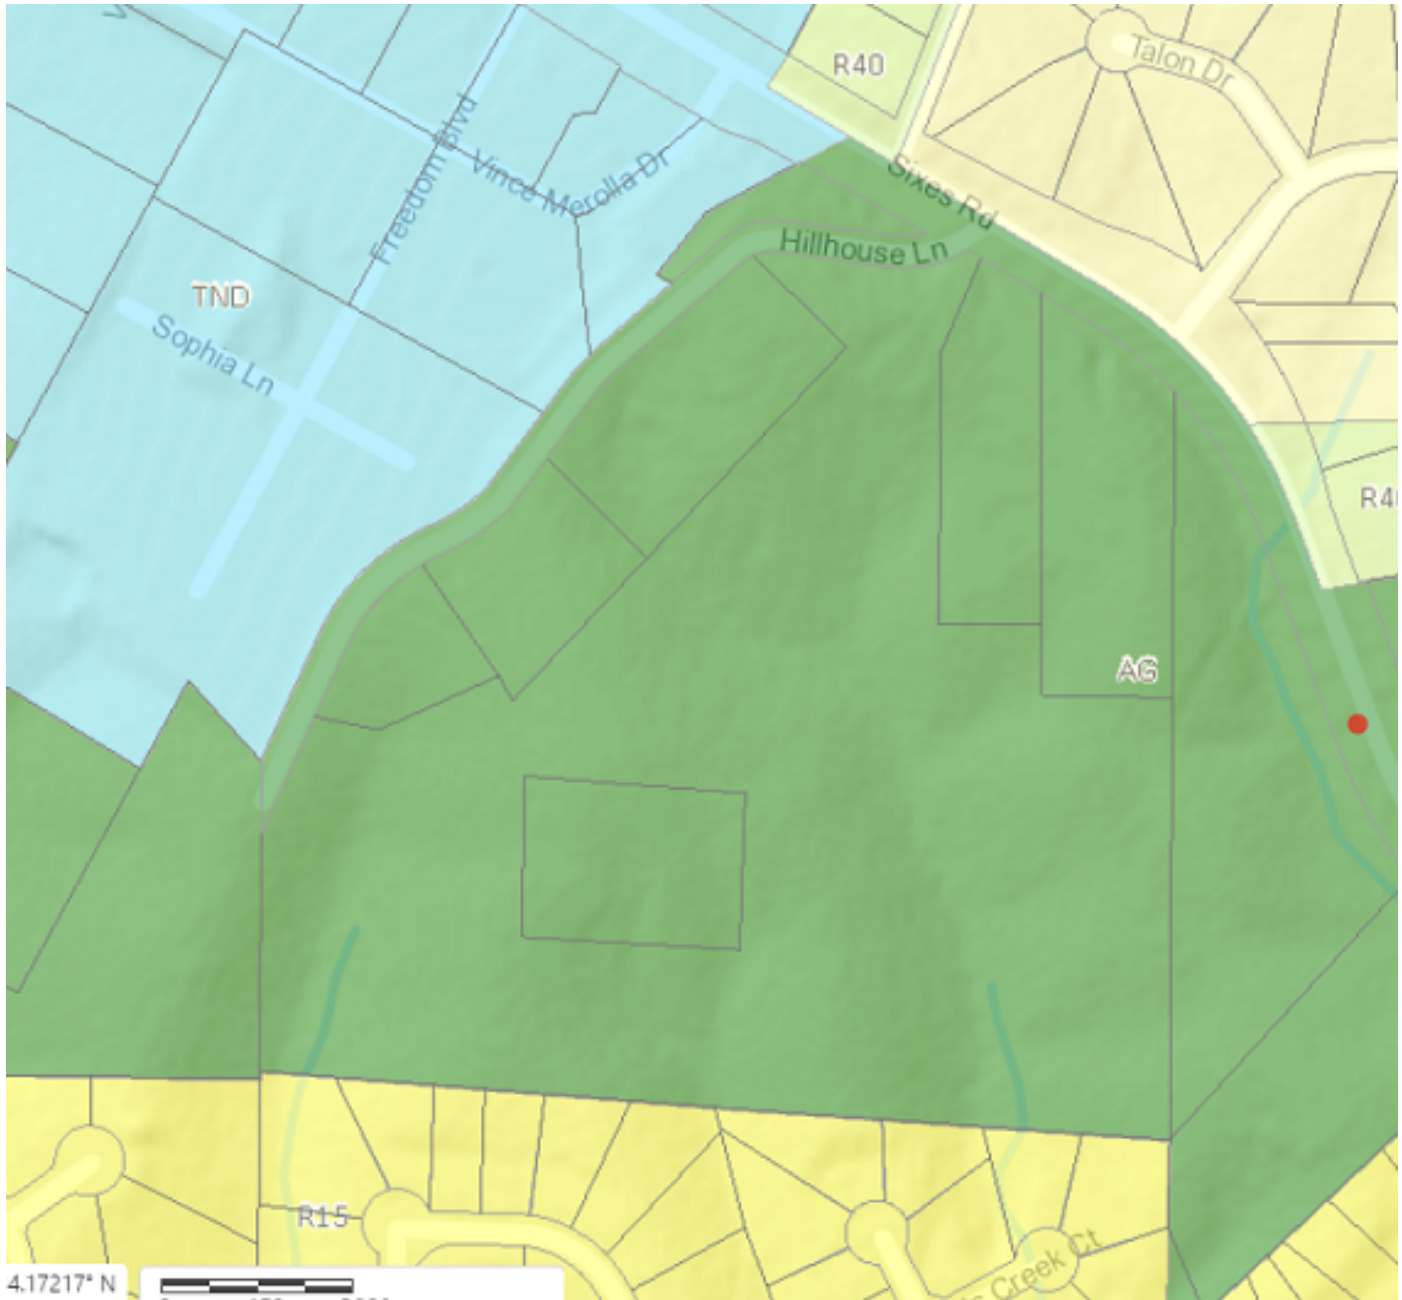 R40
Talon Dr
Freedom Blvd
Vince Merolla Dr
Sixes Rd
Hillhouse Ln
TND
Sophia Ln
R4
AG
R15
Creek Ct
4.17217° N